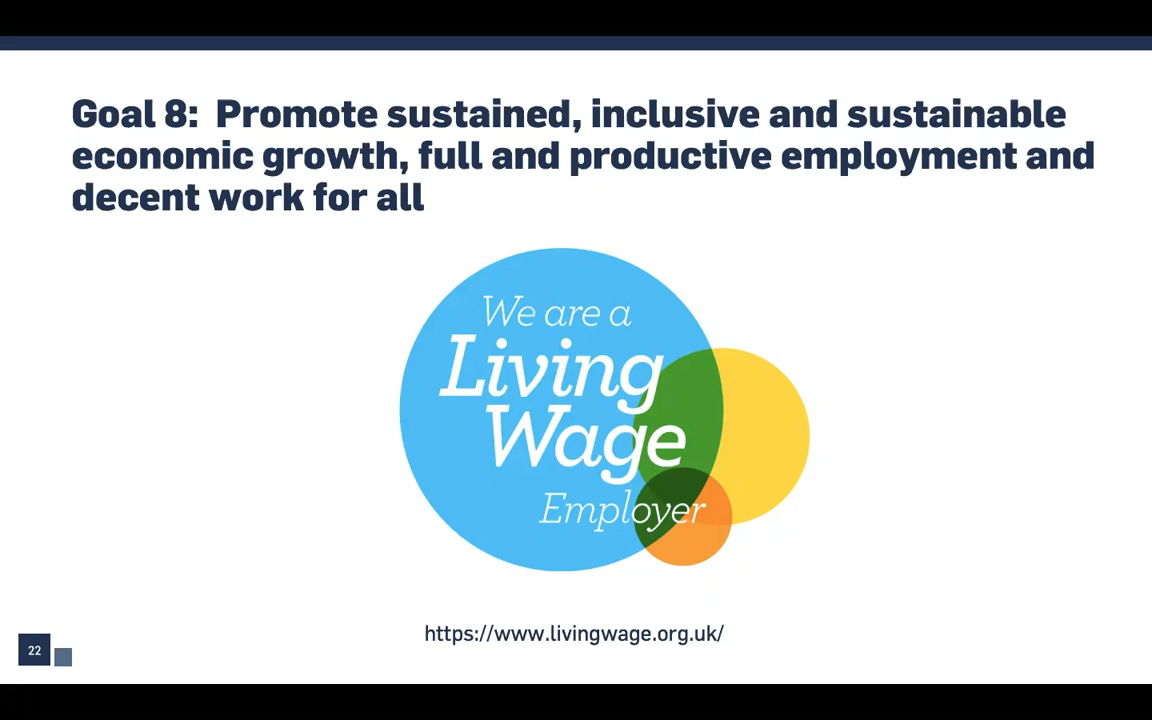 Goal 8:  Promote sustained, inclusive and sustainable
economic growth, full and productive employment and
decent work for all
We are a
Living
Wage
Employer
https://www.livingwage.org.uk/
22